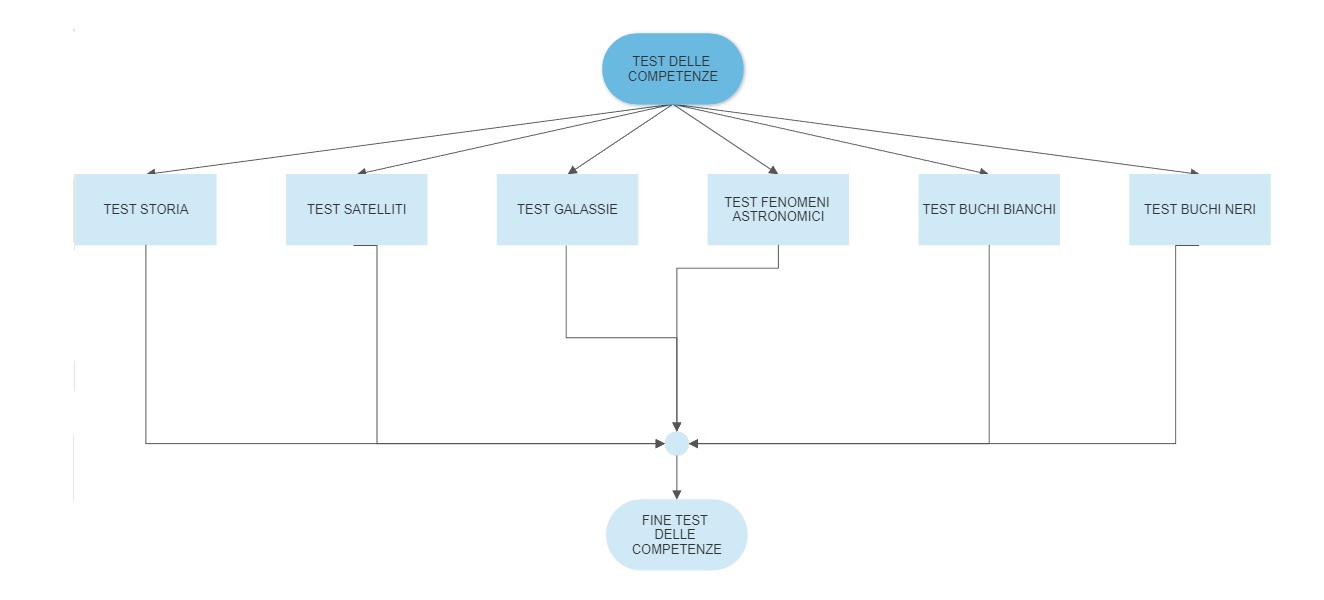 TEST DELLE
COMPETENZE
TEST STORIA
TEST SATELLITI
TEST GALASSIE
TEST FENOMENI
ASTRONOMICI
TEST BUCHI BIANCHI
TEST BUCHI NERI
FINE TEST
DELLE
COMPETENZE